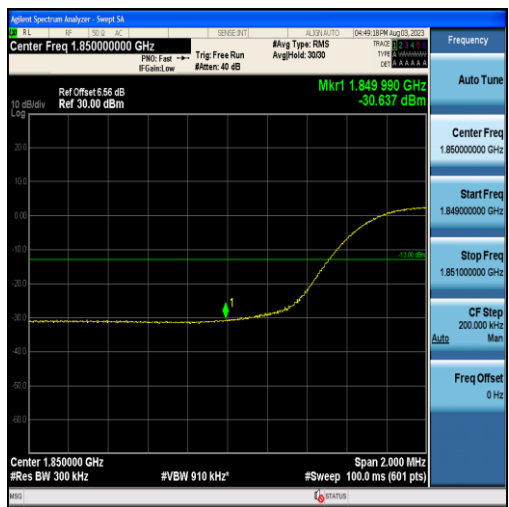 Agilent Spectrum Analyzer - Swept SA
RL RF 50 Ω AC SENSE:INT ALIGN AUTO 04:49:18 PM Aug 03, 2023
Center Freq 1.850000000 GHz #Avg Type: RMS TRACE 1 2 3 4 5 6 Frequency
PNO: Fast Trig: Free Run Avg|Hold: 30/30 TYPE A WWWWW
IFGain:Low #Atten: 40 dB DET A A A A A A
Auto Tune
Mkr1 1.849 990 GHz
Ref Offset 6.56 dB
10 dB/div Ref 30.00 dBm -30.637 dBm
Log
Center Freq
1.850000000 GHz
20.0
10.0
Start Freq
1.849000000 GHz
0.00
-10.0
-13.00 dBm
Stop Freq
1.851000000 GHz
-20.0
1
-30.0
CF Step
200.000 kHz
Auto Man
-40.0
-50.0
Freq Offset
0 Hz
-60.0
Center 1.850000 GHz Span 2.000 MHz
#Res BW 300 kHz #VBW 910 kHz* #Sweep 100.0 ms (601 pts)
MSG STATUS